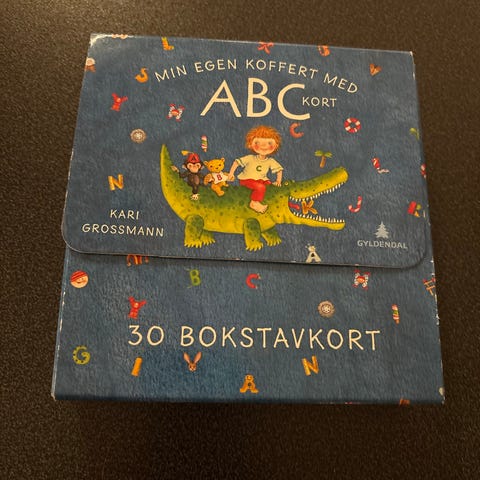 MIN EGEN KOFFERT MED
ABC KORT
KARI
GROSSMANN
GYLDENDAL
30 BOKSTAVKORT